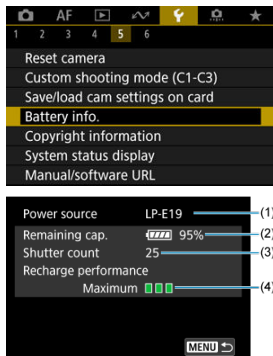 AF
1 2 3 4 5 6
Reset camera
Custom shooting mode (C1-C3)
Save/load cam settings on card
Battery info.
Copyright information
System status display
Manual/software URL
Power source LP-E19 (1)
Remaining cap. 95% (2)
Shutter count 25 (3)
Recharge performance
Maximum (4)
MENU